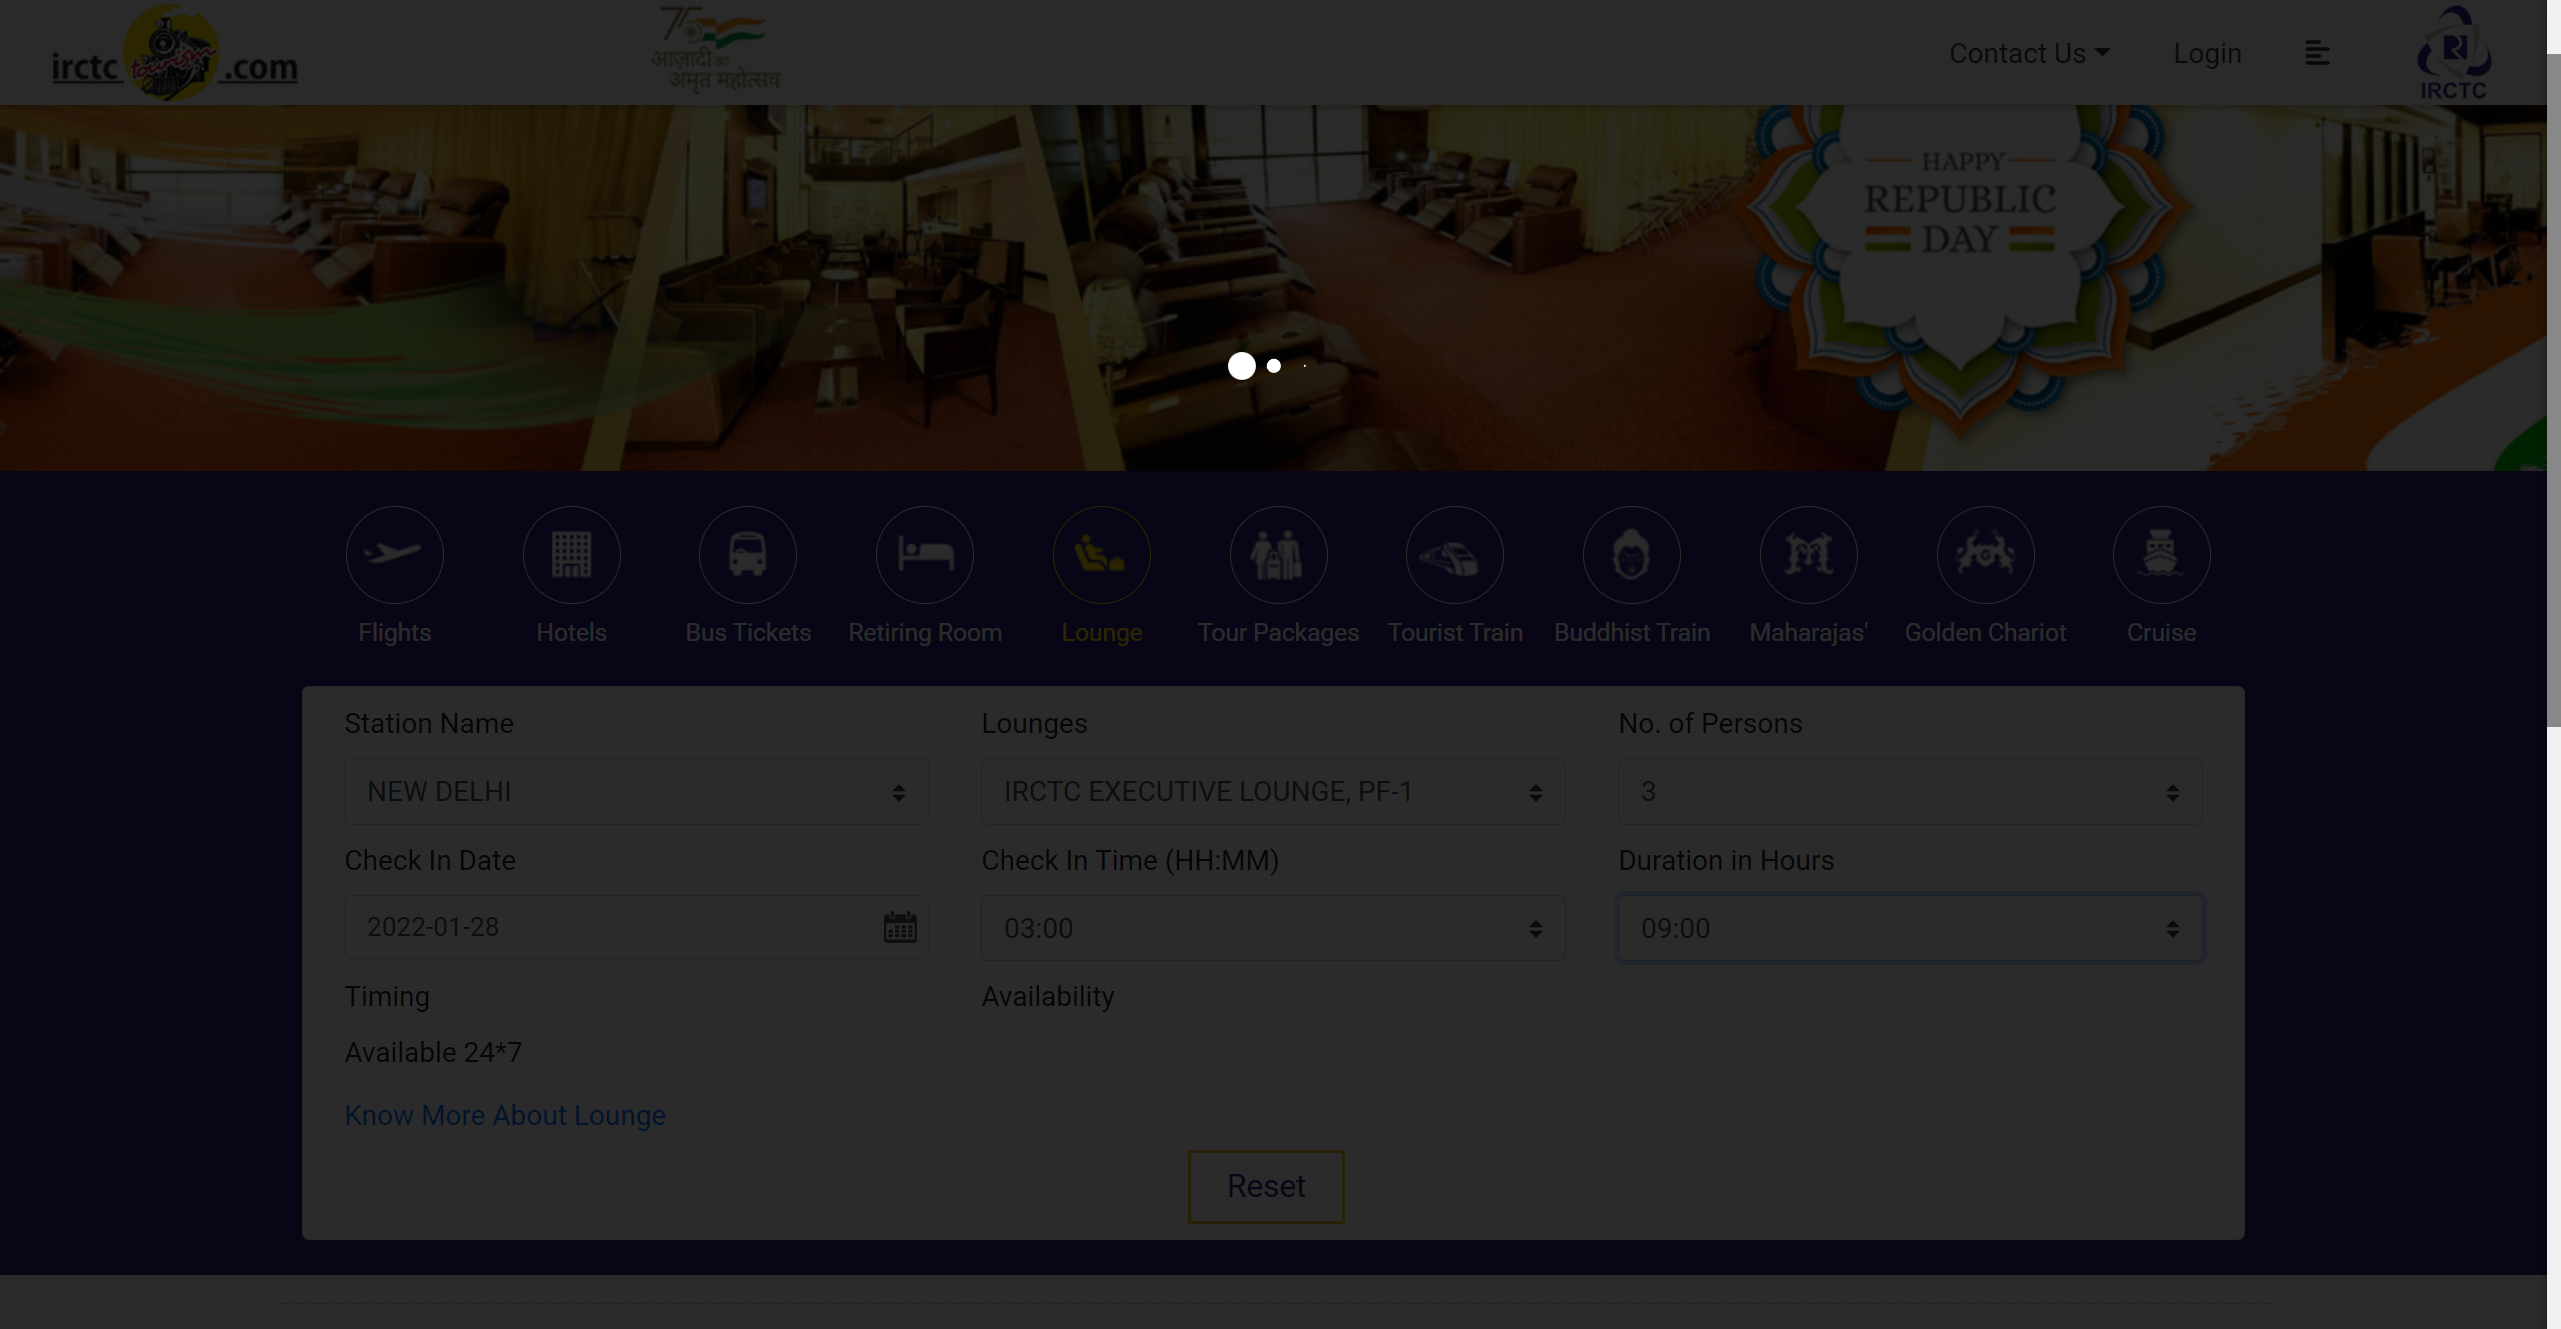 irctc tourism .com
75
आज़ादी का
अमृत महोत्सव
Contact Us
Login
IRCTC
HAPPY
REPUBLIC
DAY
Flights
Hotels
Bus Tickets
Retiring Room
Lounge
Tour Packages
Tourist Train
Buddhist Train
Maharajas'
Golden Chariot
Cruise
Station Name
Lounges
No. of Persons
NEW DELHI
IRCTC EXECUTIVE LOUNGE, PF-1
3
Check In Date
Check In Time (HH:MM)
Duration in Hours
2022-01-28
03:00
09:00
Timing
Availability
Available 24*7
Know More About Lounge
Reset